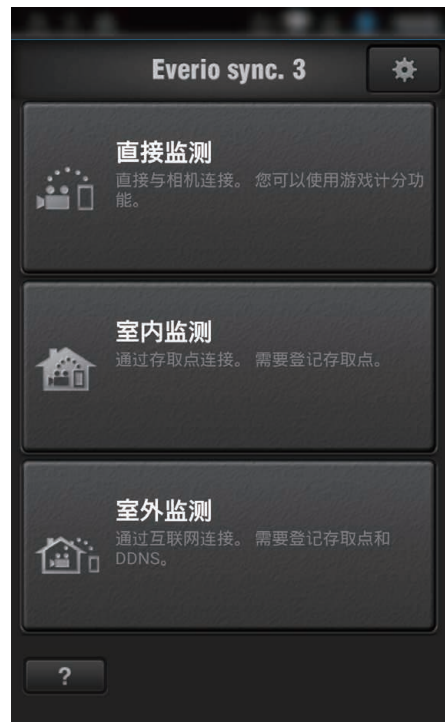 Everio sync. 3
直接监测
直接与相机连接。 您可以使用游戏计分功
能。
室内监测
通过存取点连接。 需要登记存取点。
室外监测
通过互联网连接。 需要登记存取点和
DDNS。
?